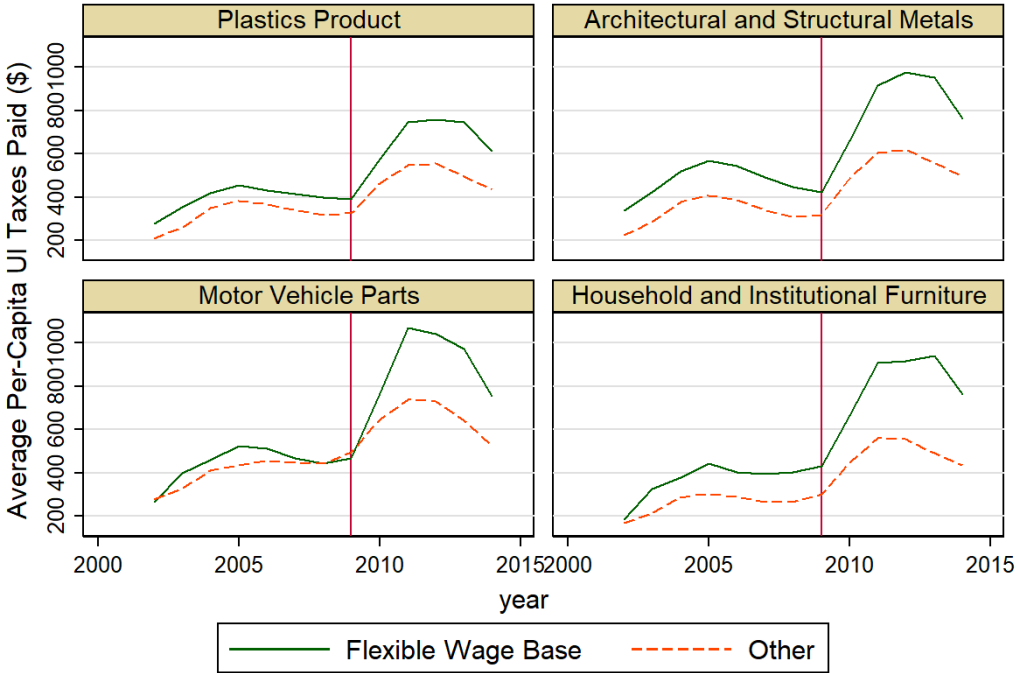 Plastics Product
Architectural and Structural Metals
Average Per-Capita UI Taxes Paid ($)
1000
800
600
400
200
Motor Vehicle Parts
Household and Institutional Furniture
1000
800
600
400
200
2000 2005 2010 2015 2000 2005 2010 2015
year
Flexible Wage Base Other